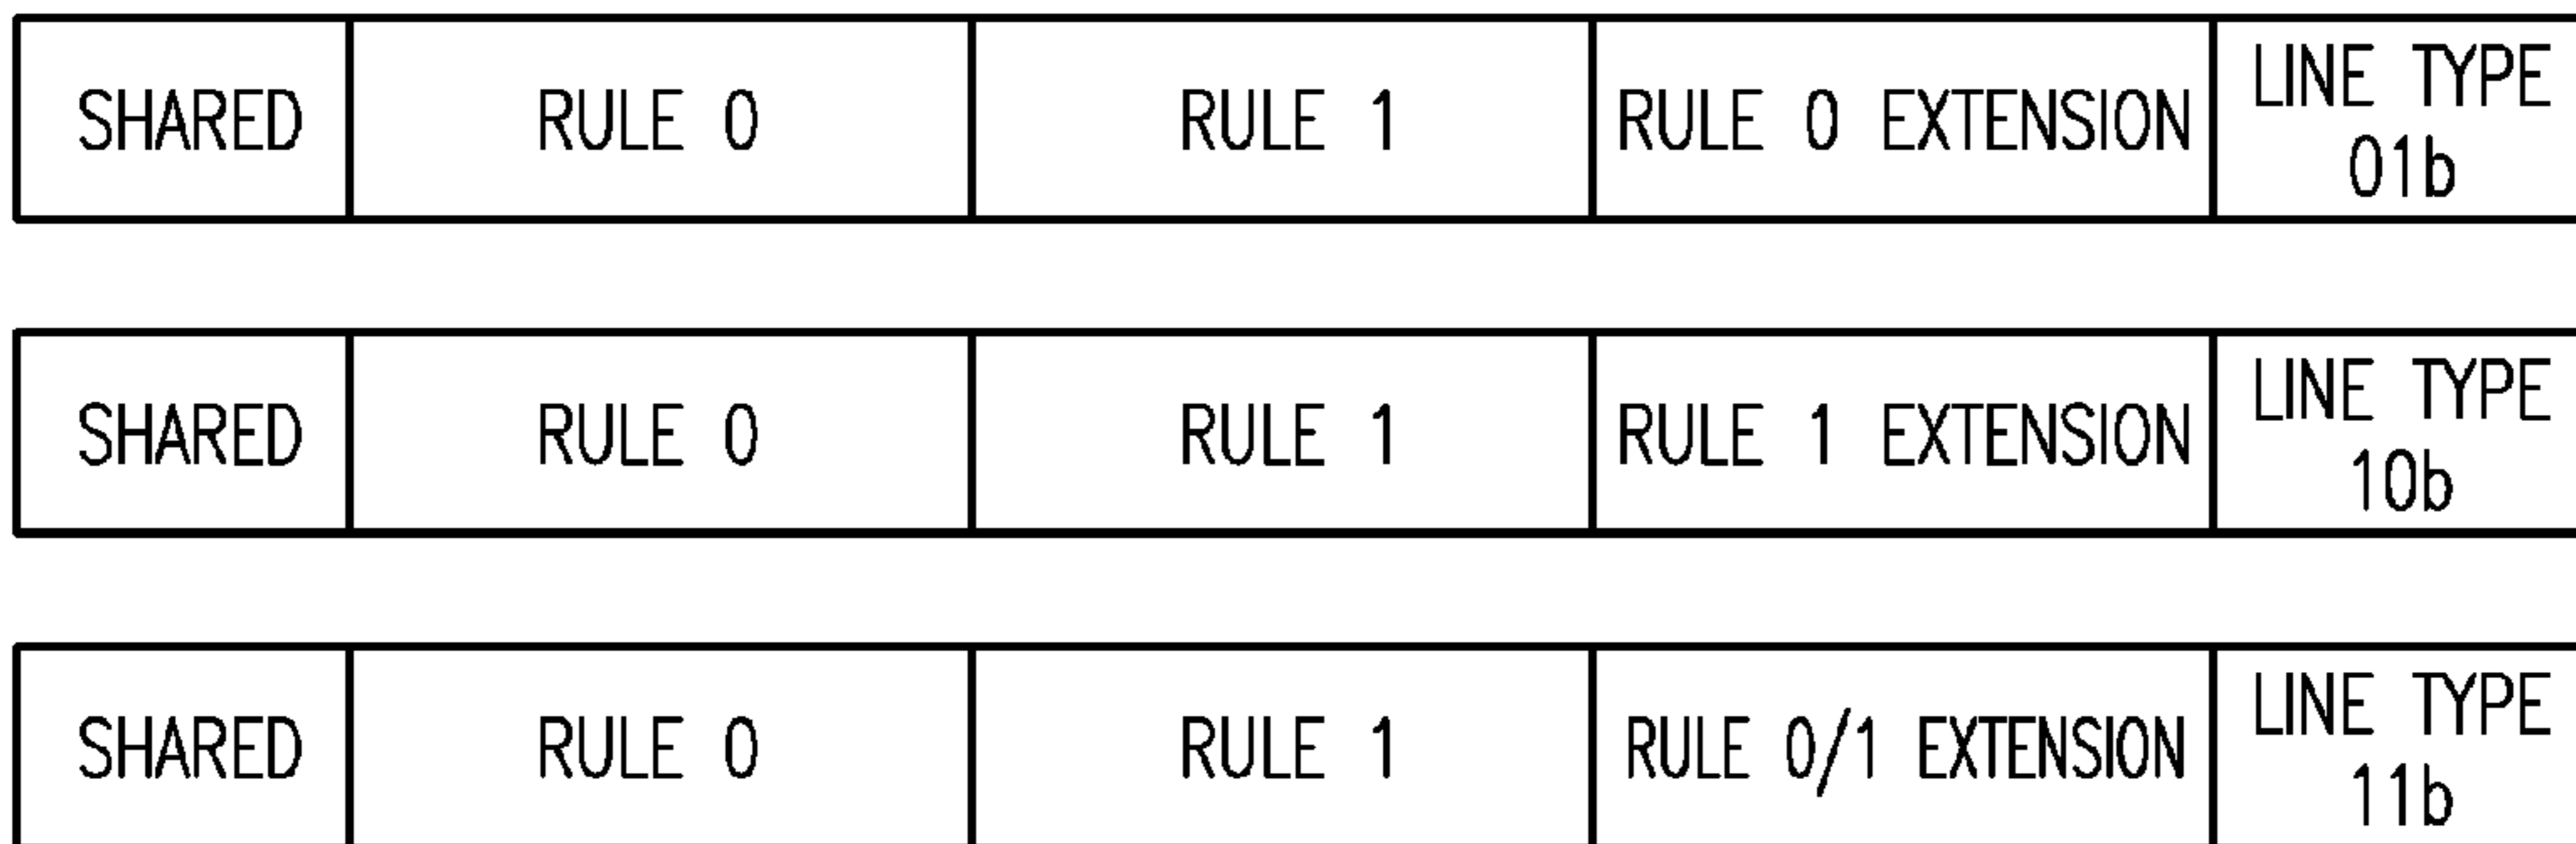 SHARED
RULE 0
RULE 1
RULE 0 EXTENSION
LINE TYPE
01b
SHARED
RULE 0
RULE 1
RULE 1 EXTENSION
LINE TYPE
10b
SHARED
RULE 0
RULE 1
RULE 0/1 EXTENSION
LINE TYPE
11b